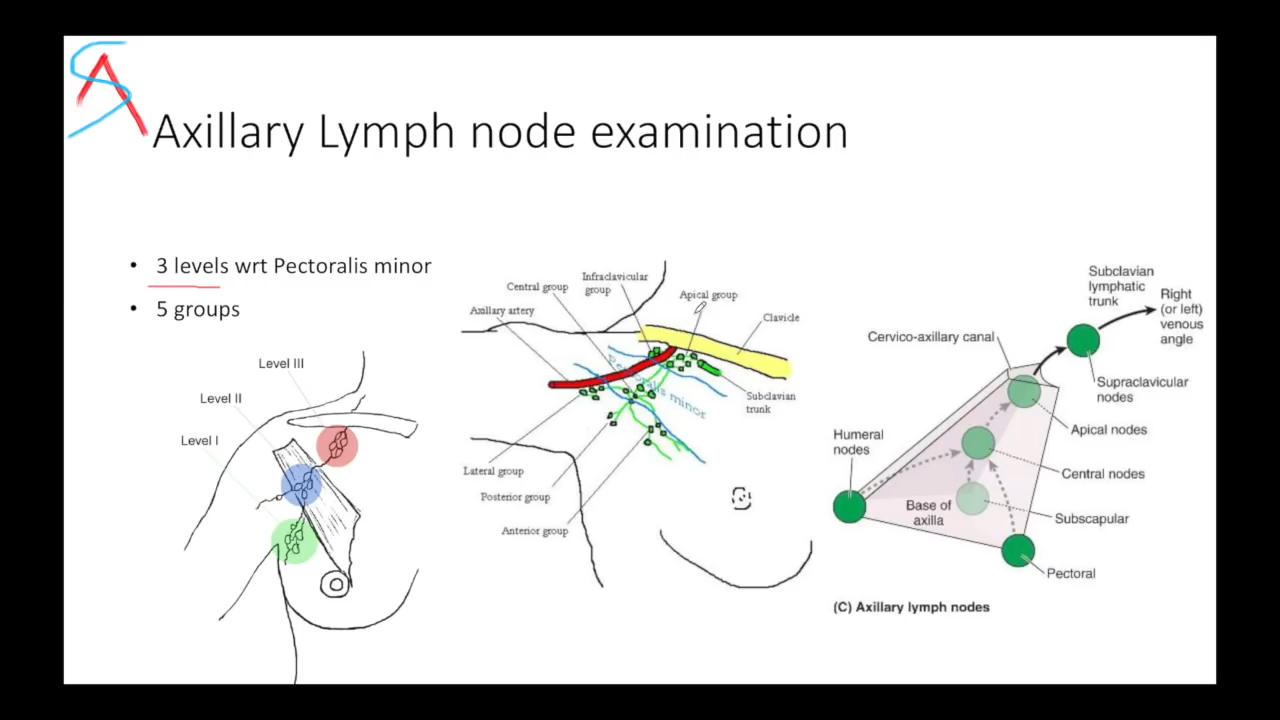 SA
Axillary Lymph node examination
• 3 levels wrt Pectoralis minor
• 5 groups
Level III
Level II
Level I
Infraclavicular
group
Central group
Apical group
Axillary artery
Clavicle
Pectoralis minor
Subclavian
trunk
Lateral group
Posterior group
Anterior group
Subclavian
lymphatic
trunk
Right
(or left)
venous
angle
Cervico-axillary canal
Supraclavicular
nodes
Apical nodes
Humeral
nodes
Central nodes
Base of
axilla
Subscapular
Pectoral
(C) Axillary lymph nodes